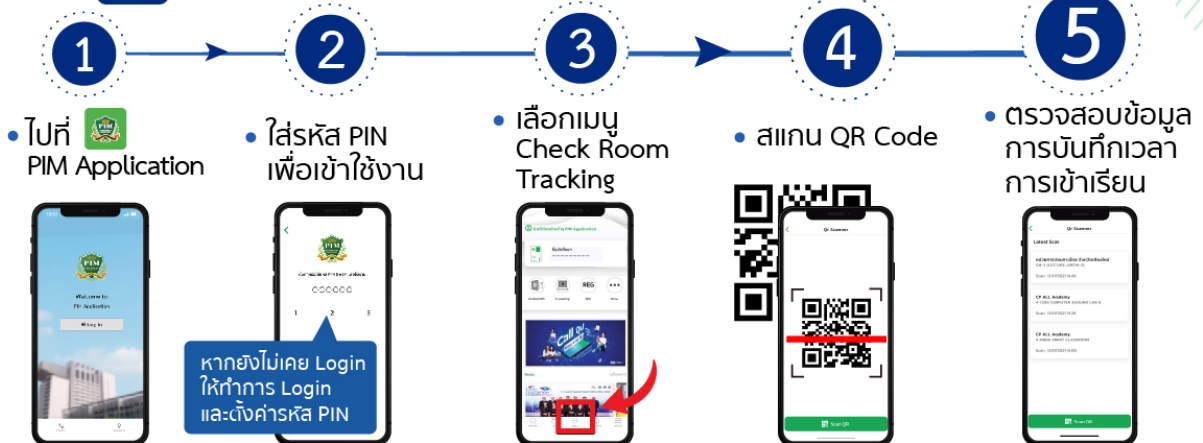 1
2
3
4
5
ไปที่
PIM Application
ใส่รหัส PIN
เพื่อเข้าใช้งาน
เลือกเมนู
Check Room
Tracking
สแกน QR Code
ตรวจสอบข้อมูล
การบันทึกเวลา
การเข้าเรียน
PIM
Welcome to
PIM Application
Log In
PIM
1 2 3
หากยังไม่เคย Login
ให้ทำการ Login
และตั้งค่ารหัส PIN
REG
Call
Qr Scanner
Scan QR
Qr Scanner
Latest Scan
CP ALL Academy
CP ALL Academy
Scan QR